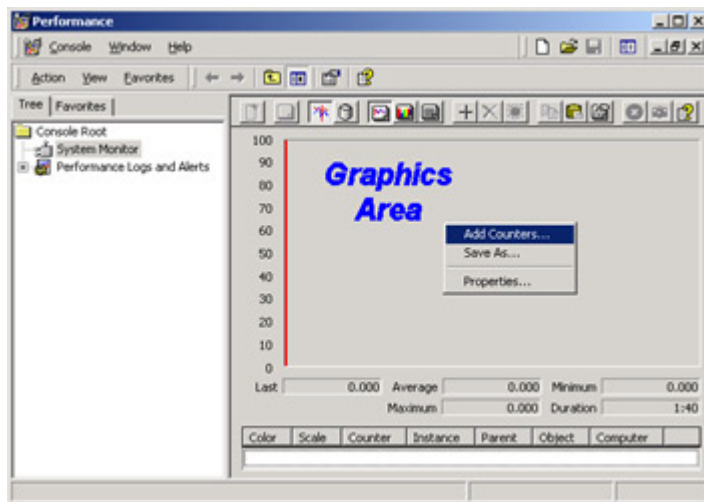 Performance
Console Window Help
Action View Favorites
Tree Favorites
Console Root
System Monitor
Performance Logs and Alerts
100
90
80
70
60
50
40
30
20
10
0
Graphics
Area
Add Counters...
Save As...
Properties...
Last 0.000 Average 0.000 Minimum 0.000
Maximum 0.000 Duration 1:40
Color Scale Counter Instance Parent Object Computer